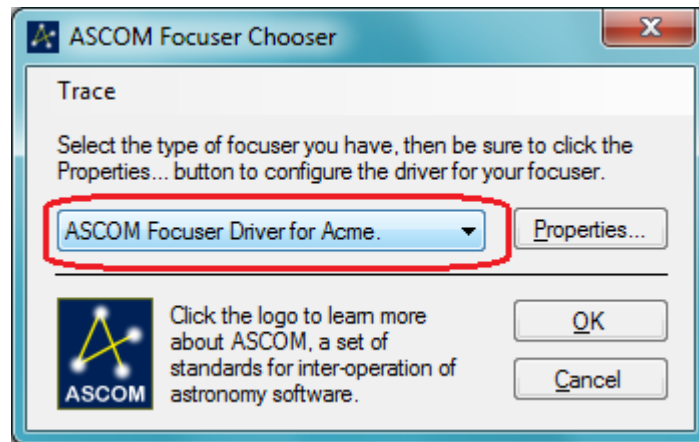 ASCOM Focuser Chooser
Trace
Select the type of focuser you have, then be sure to click the
Properties... button to configure the driver for your focuser.
ASCOM Focuser Driver for Acme.
Properties...
Click the logo to learn more
about ASCOM, a set of
standards for inter-operation of
astronomy software.
ASCOM
OK
Cancel